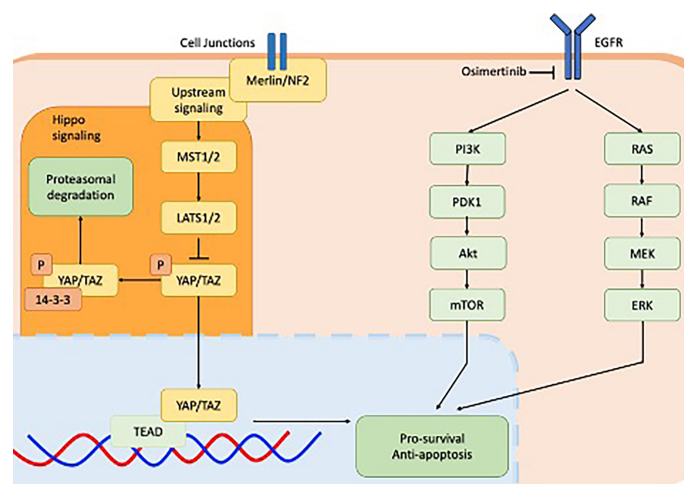 Cell Junctions
EGFR
Merlin/NF2
Osimertinib
Upstream
signaling
Hippo
signaling
MST1/2
PI3K
RAS
Proteasomal
degradation
LATS1/2
PDK1
RAF
P
P
Akt
MEK
YAP/TAZ
YAP/TAZ
14-3-3
mTOR
ERK
YAP/TAZ
TEAD
Pro-survival
Anti-apoptosis